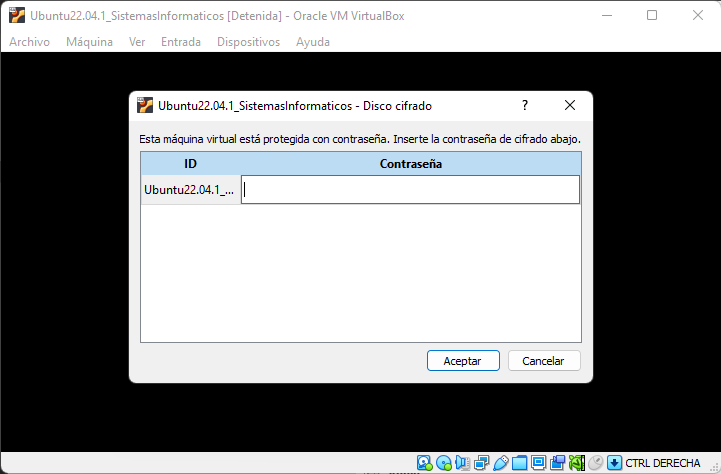 Ubuntu22.04.1_SistemasInformaticos [Detenida] - Oracle VM VirtualBox
Archivo Máquina Ver Entrada Dispositivos Ayuda
Ubuntu22.04.1_SistemasInformaticos - Disco cifrado ?
Esta máquina virtual está protegida con contraseña. Inserte la contraseña de cifrado abajo.
ID Contraseña
Ubuntu22.04.1_...
Aceptar Cancelar
CTRL DERECHA